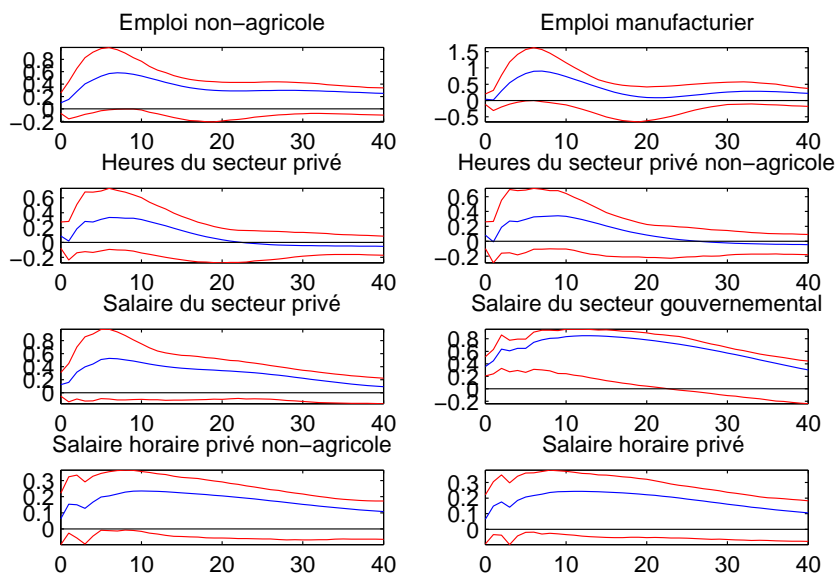 Emploi non−agricole
0.8
0.6
0.4
0.2
0
−0.2
0 10 20 30 40
Emploi manufacturier
1.5
1
0.5
0
−0.5
0 10 20 30 40
Heures du secteur privé
0.6
0.4
0.2
0
−0.2
0 10 20 30 40
Heures du secteur privé non−agricole
0.6
0.4
0.2
0
−0.2
0 10 20 30 40
Salaire du secteur privé
0.8
0.6
0.4
0.2
0
0 10 20 30 40
Salaire du secteur gouvernemental
0.8
0.6
0.4
0.2
0
−0.2
0 10 20 30 40
Salaire horaire privé non−agricole
0.3
0.2
0.1
0
0 10 20 30 40
Salaire horaire privé
0.3
0.2
0.1
0
0 10 20 30 40